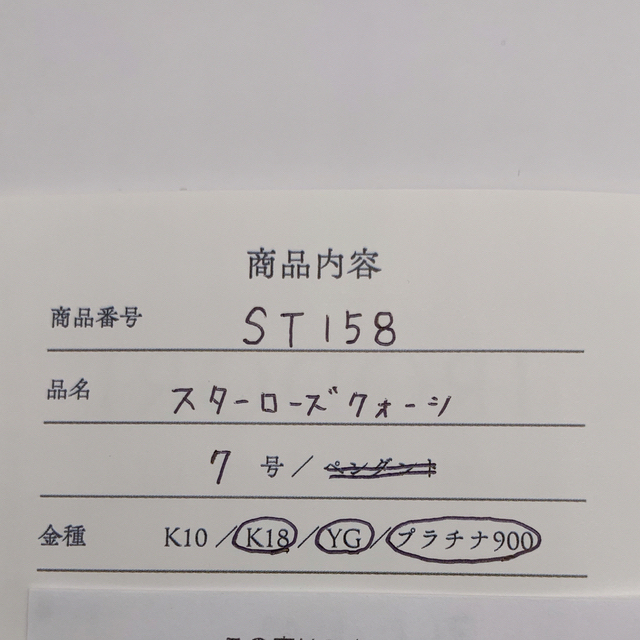 商品内容
商品番号 ST158
品名 スターローズクォーツ
7 号/ペンダント
金種 K10/K18/YG/プラチナ900